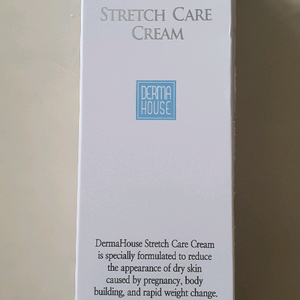 STRETCH CARE
CREAM
DERMA
HOUSE
DermaHouse Stretch Care Cream
is specially formulated to reduce
the appearance of dry skin
caused by pregnancy, body
building, and rapid weight change.